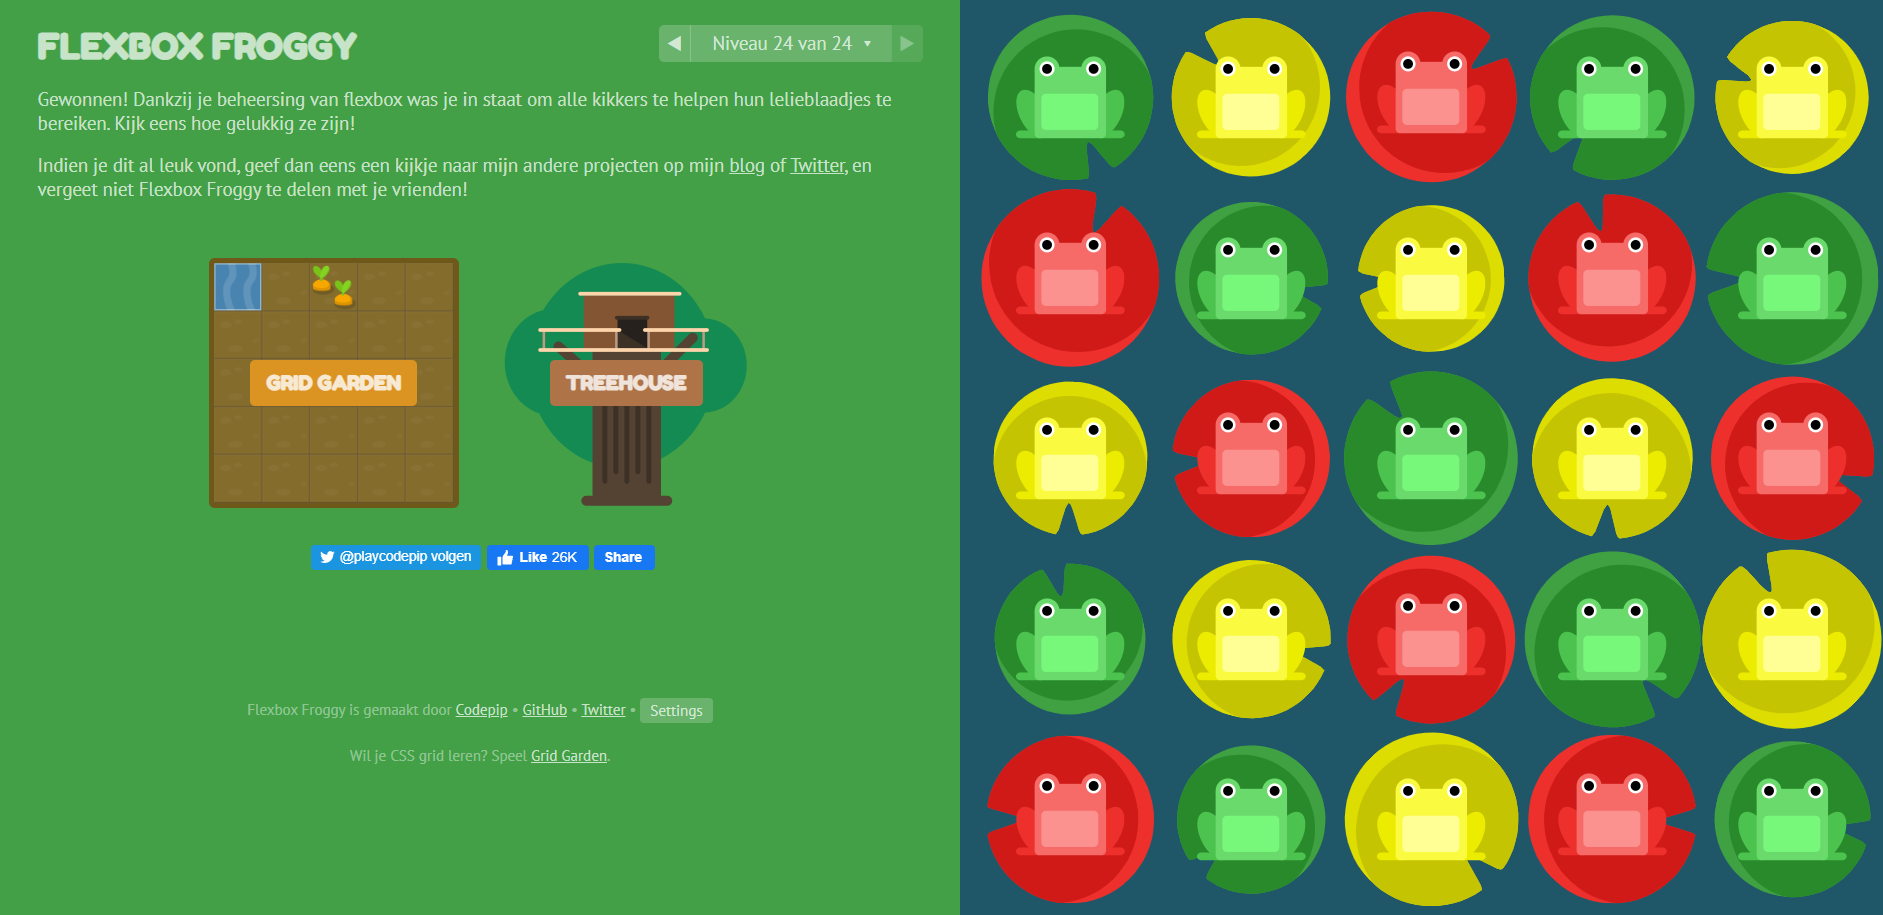 FLEXBOX FROGGY
Niveau 24 van 24
Gewonnen! Dankzij je beheersing van flexbox was je in staat om alle kikkers te helpen hun lelieblaadjes te
bereiken. Kijk eens hoe gelukkig ze zijn!
Indien je dit al leuk vond, geef dan eens een kijkje naar mijn andere projecten op mijn blog of Twitter, en
vergeet niet Flexbox Froggy te delen met je vrienden!
GRID GARDEN
TREEHOUSE
@playcodepip volgen
Like 26K
Share
Flexbox Froggy is gemaakt door Codepip • GitHub • Twitter • Settings
Wil je CSS grid leren? Speel Grid Garden.